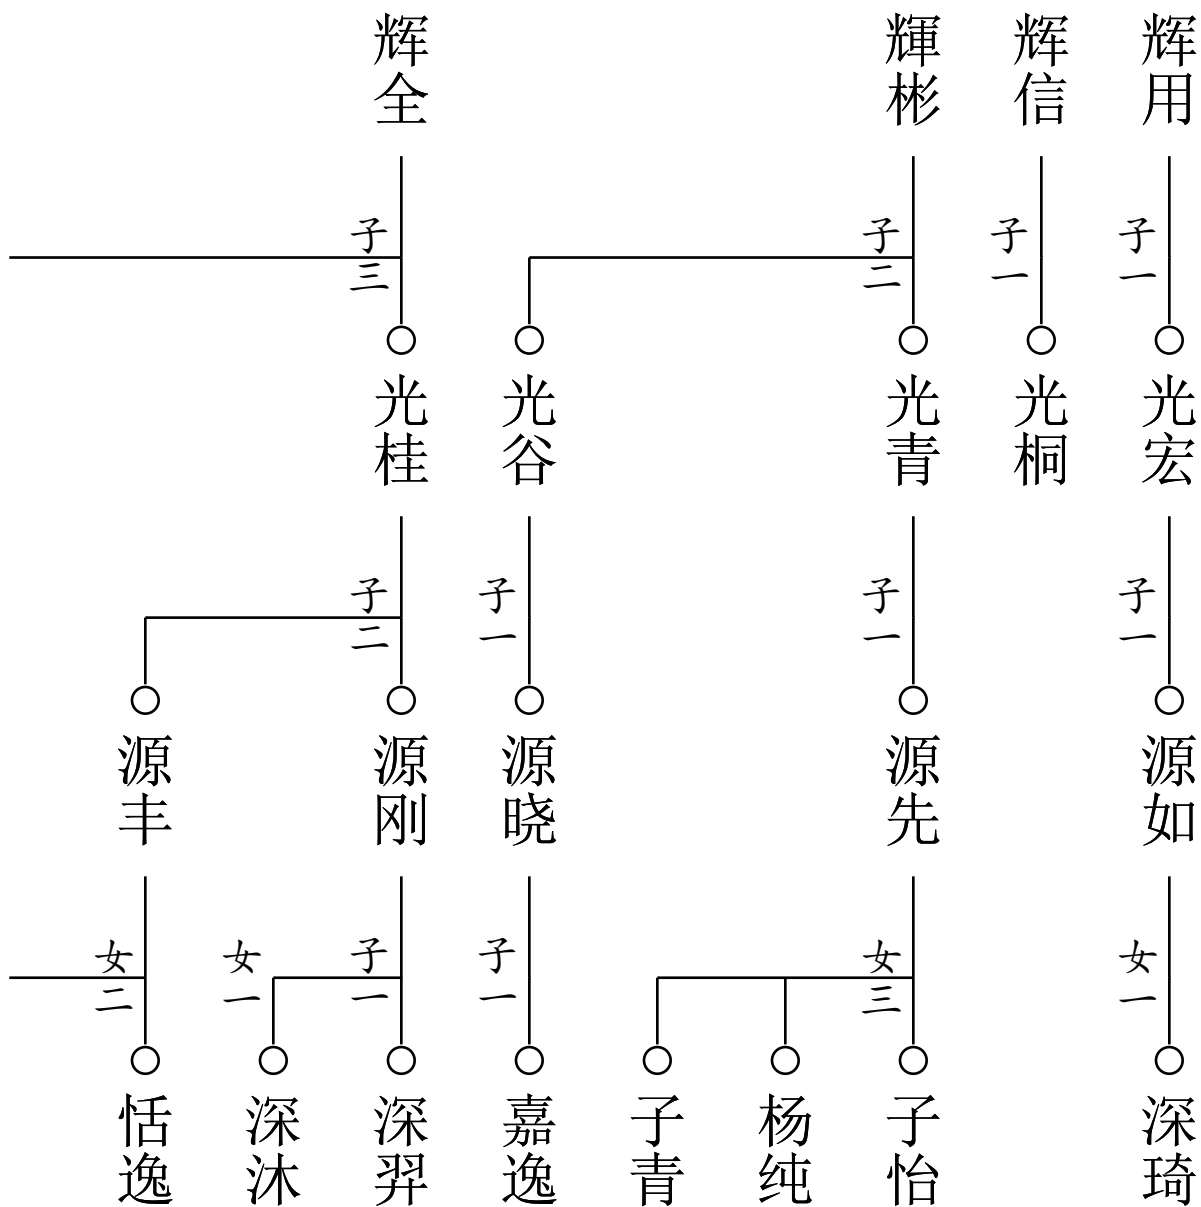 辉用
辉信
輝彬
辉全
子一
子一
子二
子三
光宏
光桐
光青
光谷
光桂
子一
子一
子一
子二
源如
源先
源晓
源刚
源丰
女一
女三
子一
子一
女一
女二
深琦
子怡
杨纯
子青
嘉逸
深羿
深沐
恬逸